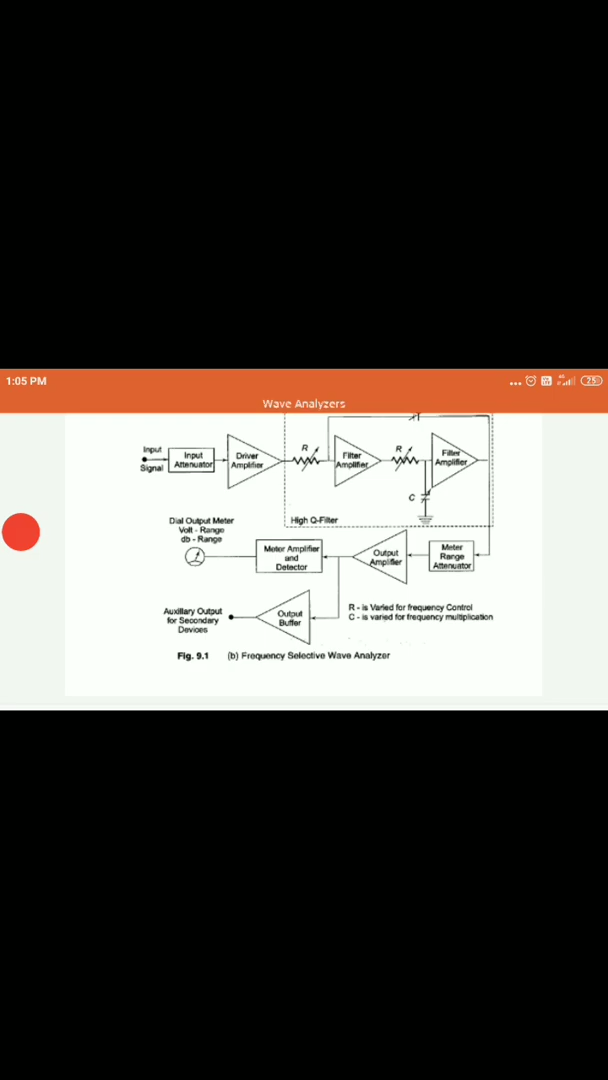 1:05 PM
4G
25
Wave Analyzers
Input
Signal
Input
Attenuator
Driver
Amplifier
R
Filter
Amplifier
R
Filter
Amplifier
C
High Q-Filter
Dial Output Meter
Volt - Range
db - Range
Meter Amplifier
and
Detector
Output
Amplifier
Meter
Range
Attenuator
Auxillary Output
for Secondary
Devices
Output
Buffer
R - is Varied for frequency Control
C - is varied for frequency multiplication
Fig. 9.1 (b) Frequency Selective Wave Analyzer